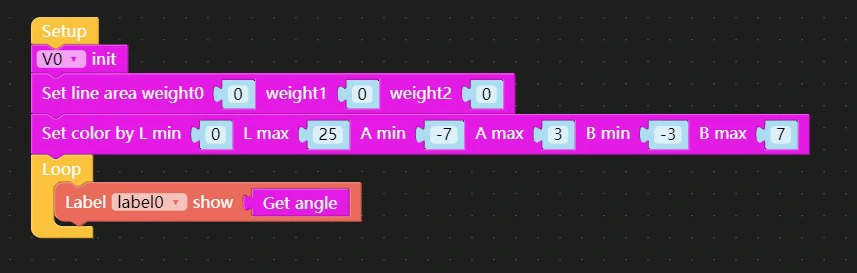 Setup
V0 init
Set line area weight0 0 weight1 0 weight2 0
Set color by L min 0 L max 25 A min -7 A max 3 B min -3 B max 7
Loop
Label label0 show Get angle